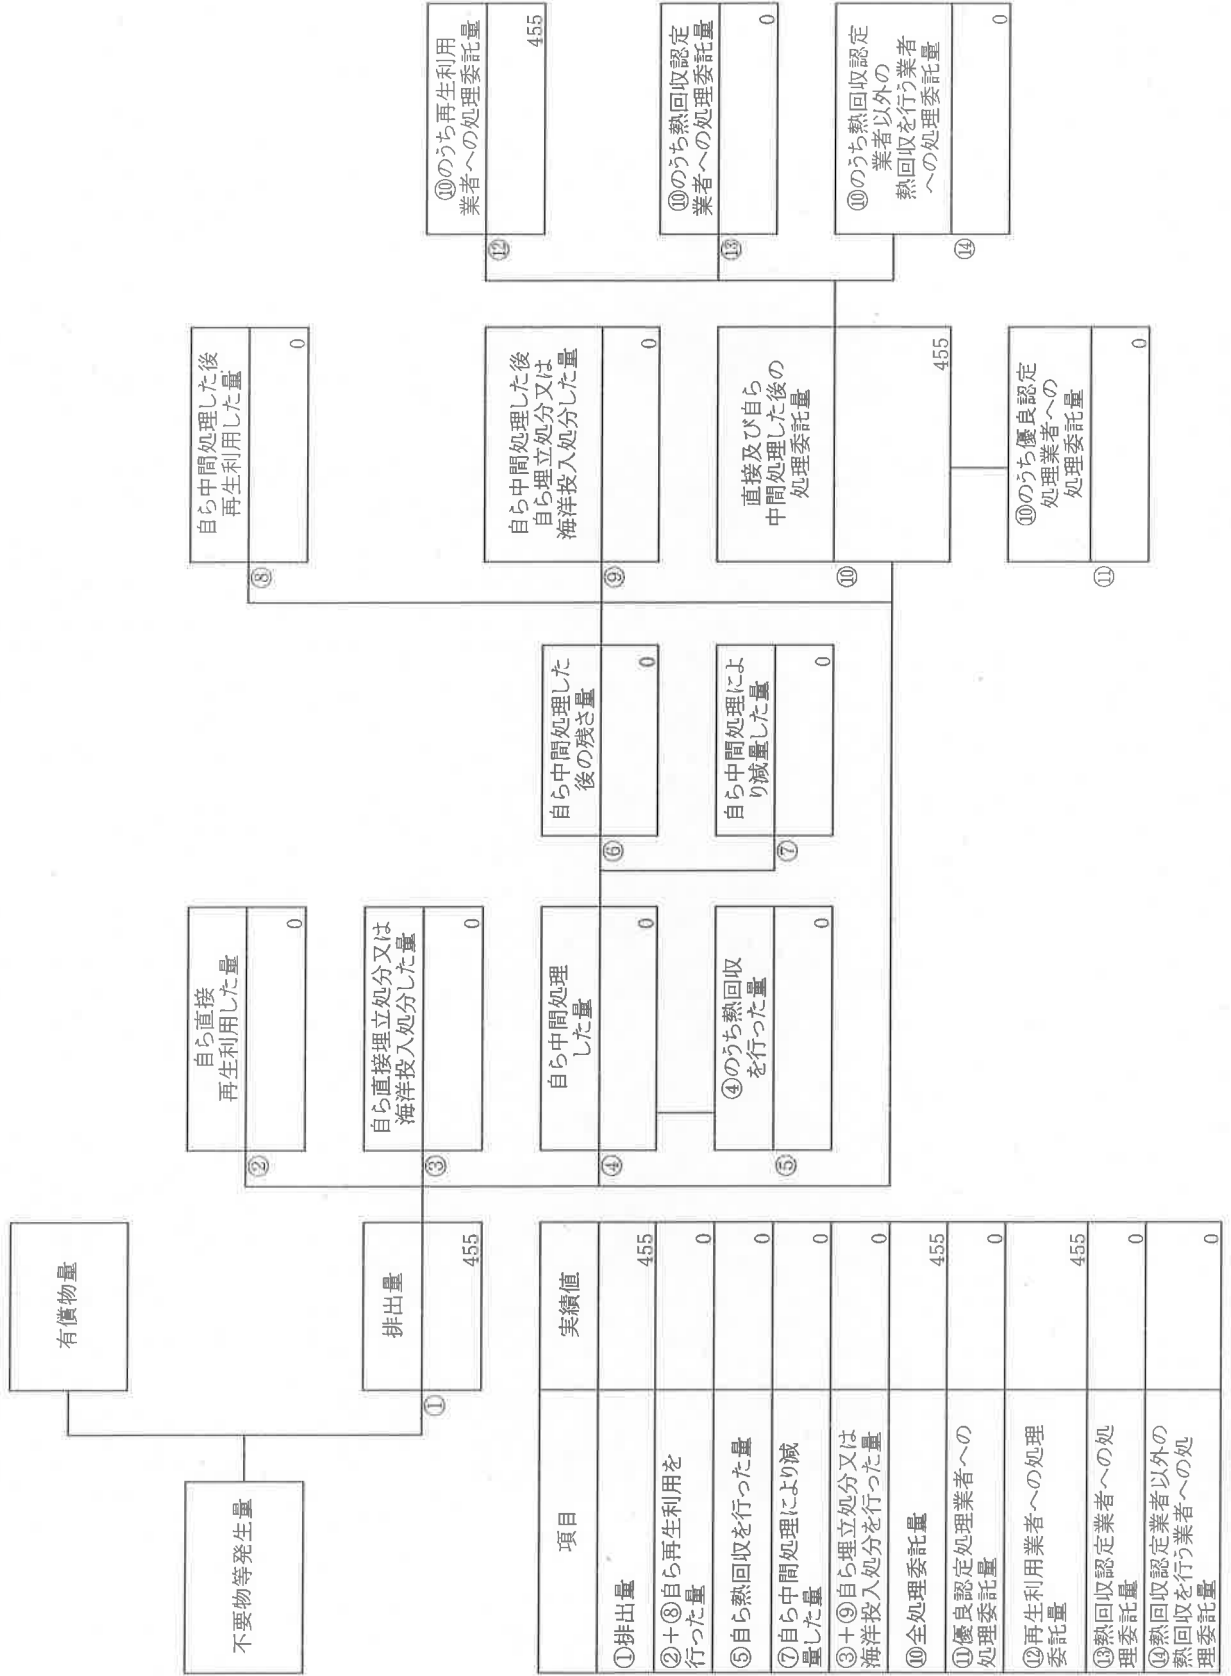 不要物等発生量
有償物量
①
排出量
455
②
自ら直接
再生利用した量
0
③
自ら直接埋立処分又は
海洋投入処分した量
0
④
自ら中間処理
した量
0
⑤
④のうち熱回収
を行った量
0
⑥
自ら中間処理した
後の残さ量
0
⑦
自ら中間処理によ
り減量した量
0
⑧
自ら中間処理した後
再生利用した量
0
⑨
自ら中間処理した後
自ら埋立処分又は
海洋投入処分した量
0
⑩
直接及び自ら
中間処理した後の
処理委託量
455
⑪
⑩のうち優良認定
処理業者への
処理委託量
0
⑫
⑩のうち再生利用
業者への処理委託量
455
⑬
⑩のうち熱回収認定
業者への処理委託量
0
⑭
⑩のうち熱回収認定
業者以外の
熱回収を行う業者
への処理委託量
0
項目
実績値
①排出量
455
②+⑧自ら再生利用を
行った量
0
⑤自ら熱回収を行った量
0
⑦自ら中間処理により減
量した量
0
③+⑨自ら埋立処分又は
海洋投入処分を行った量
0
⑩全処理委託量
455
⑪優良認定処理業者への
処理委託量
0
⑫再生利用業者への処理
委託量
455
⑬熱回収認定業者への処
理委託量
0
⑭熱回収認定業者以外の
熱回収を行う業者への処
理委託量
0